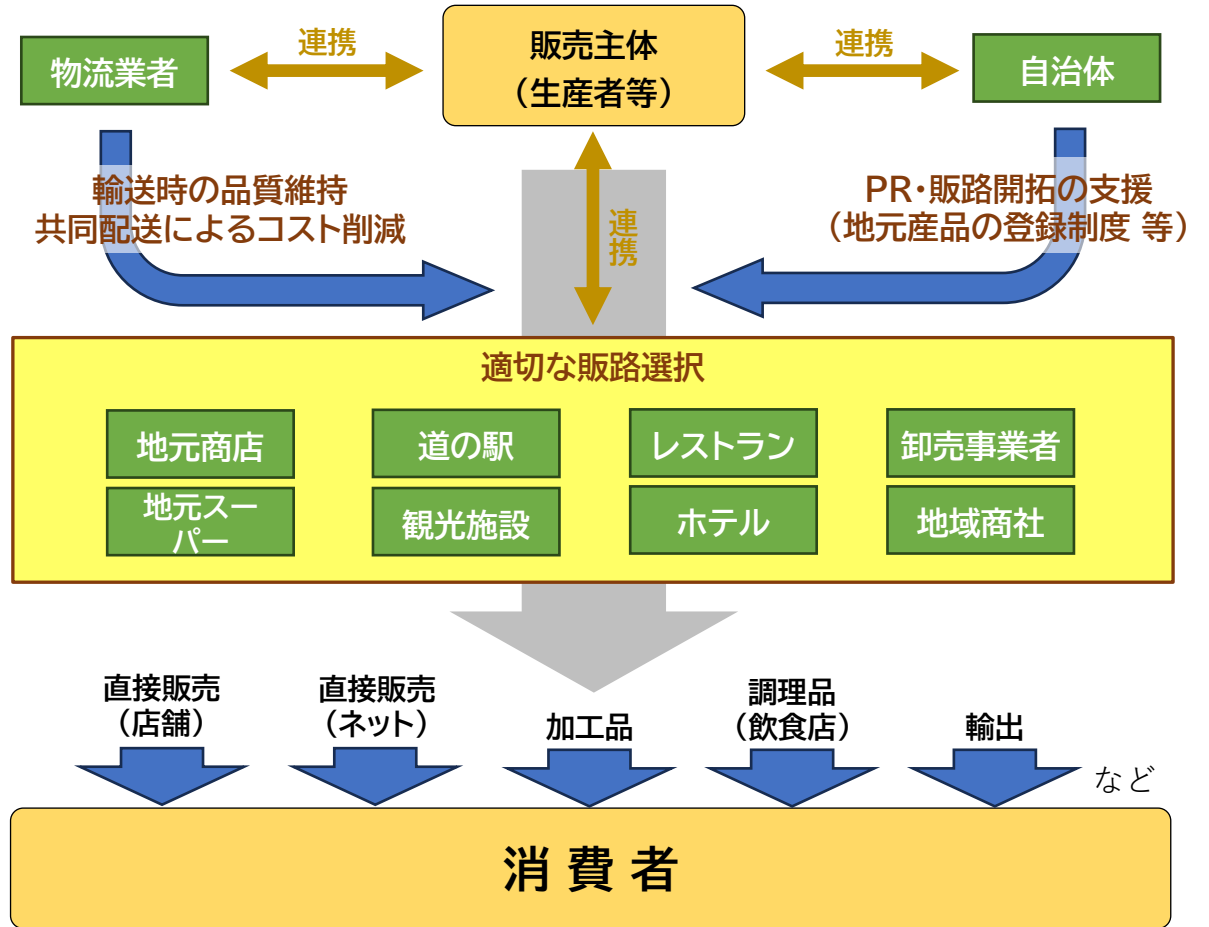 物流業者
連携
販売主体
（生産者等）
連携
自治体
輸送時の品質維持
共同配送によるコスト削減
連携
PR・販路開拓の支援
（地元産品の登録制度 等）
適切な販路選択
地元商店
道の駅
レストラン
卸売事業者
地元スー
パー
観光施設
ホテル
地域商社
直接販売
（店舗）
直接販売
（ネット）
加工品
調理品
（飲食店）
輸出
など
消費者